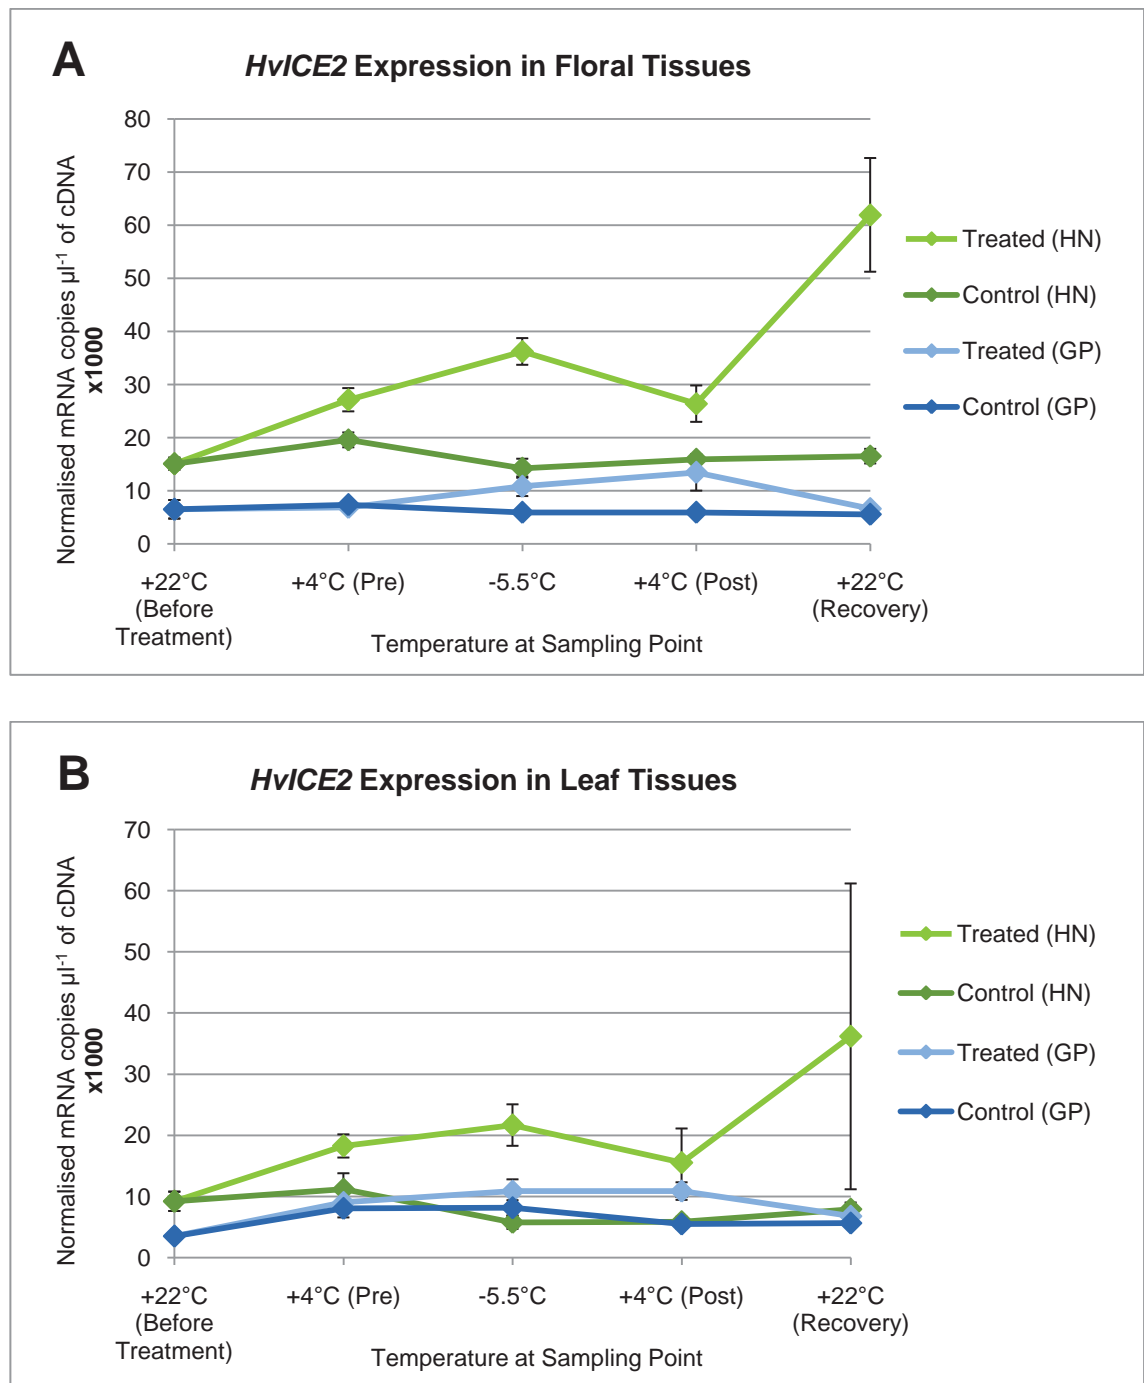 A
HvICE2 Expression in Floral Tissues
Normalised mRNA copies µl-1 of cDNA
x1000
80
70
60
50
40
30
20
10
0
+22°C
(Before
Treatment)
+4°C (Pre)
-5.5°C
+4°C (Post)
+22°C
(Recovery)
Temperature at Sampling Point
Treated (HN)
Control (HN)
Treated (GP)
Control (GP)
B
HvICE2 Expression in Leaf Tissues
Normalised mRNA copies µl-1 of cDNA
x1000
70
60
50
40
30
20
10
0
+22°C
(Before
Treatment)
+4°C (Pre)
-5.5°C
+4°C (Post)
+22°C
(Recovery)
Temperature at Sampling Point
Treated (HN)
Control (HN)
Treated (GP)
Control (GP)